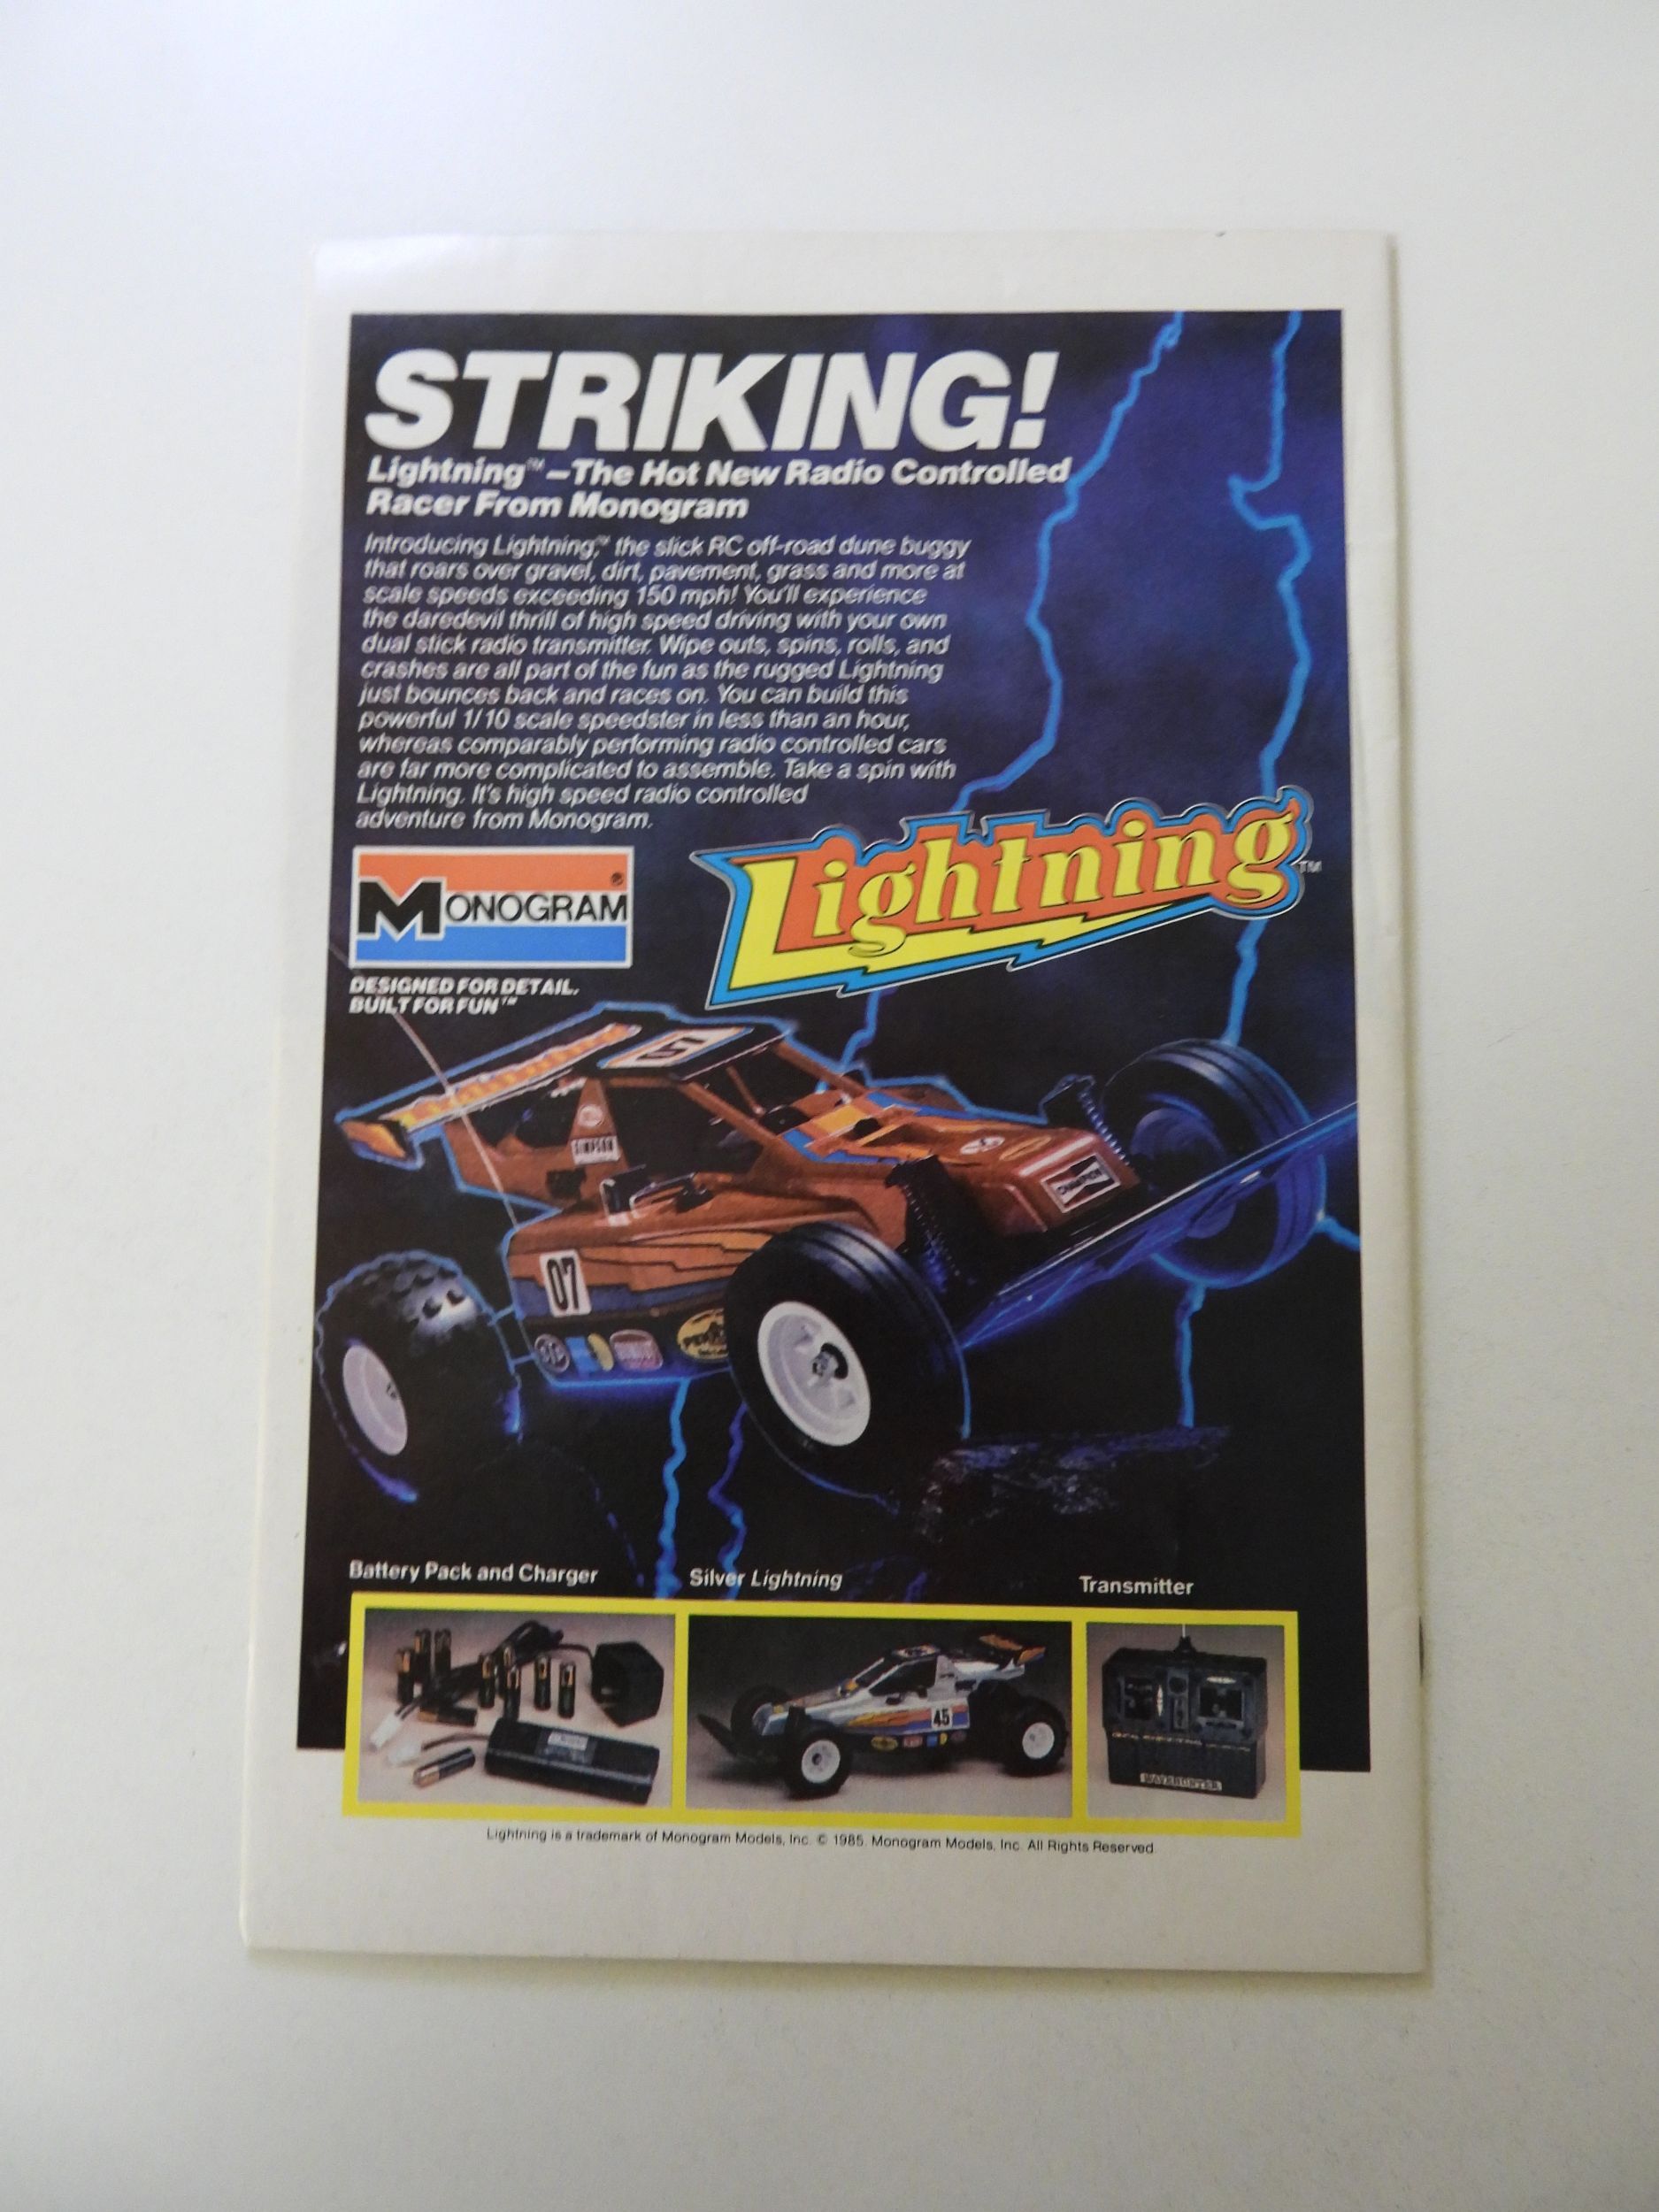 STRIKING!
Lightning™–The Hot New Radio Controlled
Racer From Monogram
Introducing Lightning,™ the slick RC off-road dune buggy
that roars over gravel, dirt, pavement, grass and more at
scale speeds exceeding 150 mph! You'll experience
the daredevil thrill of high speed driving with your own
dual stick radio transmitter. Wipe outs, spins, rolls, and
crashes are all part of the fun as the rugged Lightning
just bounces back and races on. You can build this
powerful 1/10 scale speedster in less than an hour,
whereas comparably performing radio controlled cars
are far more complicated to assemble. Take a spin with
Lightning. It's high speed radio controlled
adventure from Monogram.
Lightning™
MONOGRAM®
DESIGNED FOR DETAIL.
BUILT FOR FUN™
Lightning
SIMPSON
CHAMPION
07
STP
Battery Pack and Charger
Silver Lightning
Transmitter
45
Lightning is a trademark of Monogram Models, Inc. © 1985. Monogram Models, Inc. All Rights Reserved.